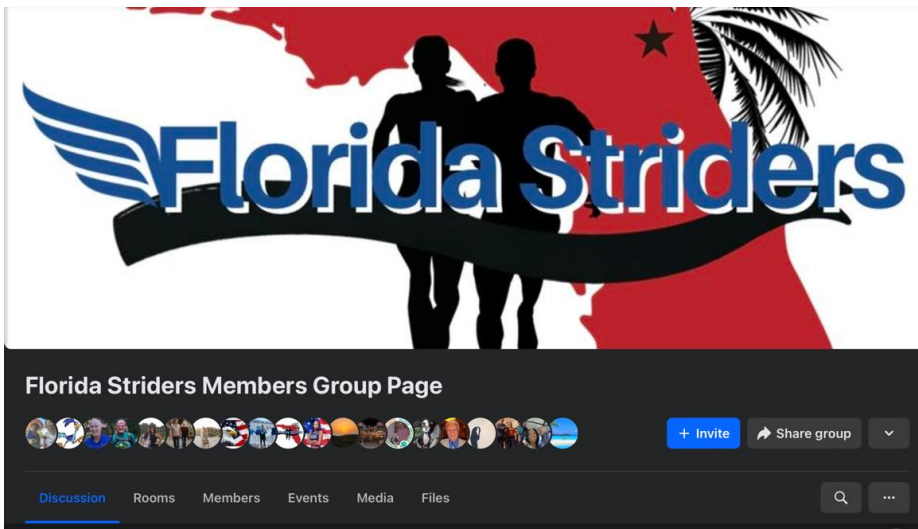 Florida Striders
Florida Striders Members Group Page
+ Invite
Share group
Discussion Rooms Members Events Media Files